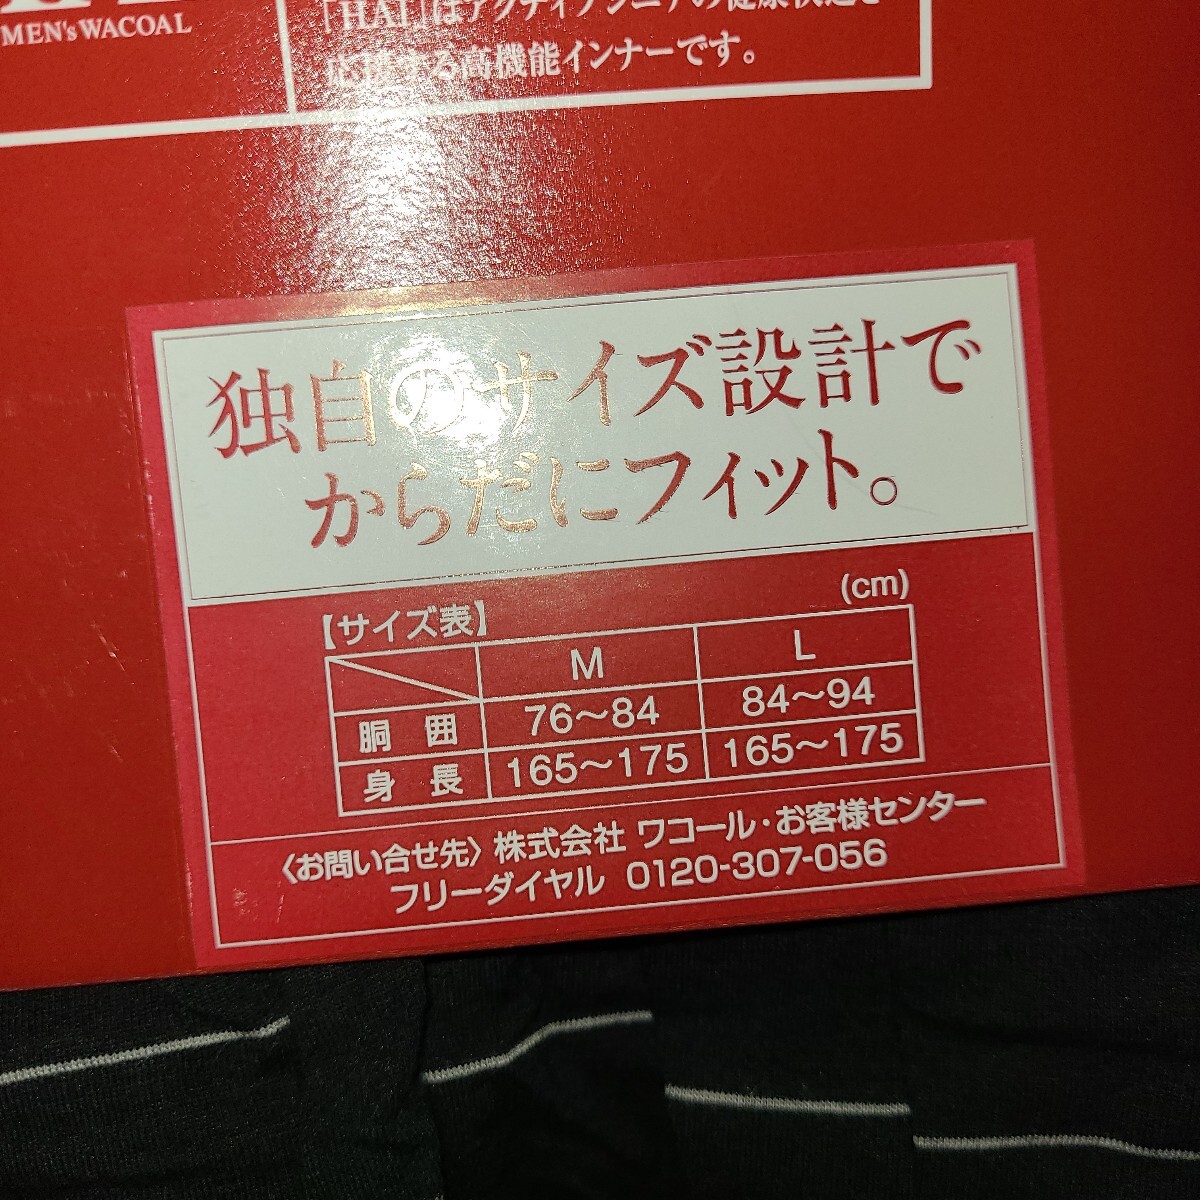 MEN's WACOAL
「HAL」はアクティブシニアの健康快適を
応援する高機能インナーです。
独自のサイズ設計で
からだにフィット。
【サイズ表】 (cm)
M L
胴囲 76～84 84～94
身長 165～175 165～175
〈お問い合せ先〉 株式会社 ワコール・お客様センター
フリーダイヤル 0120-307-056